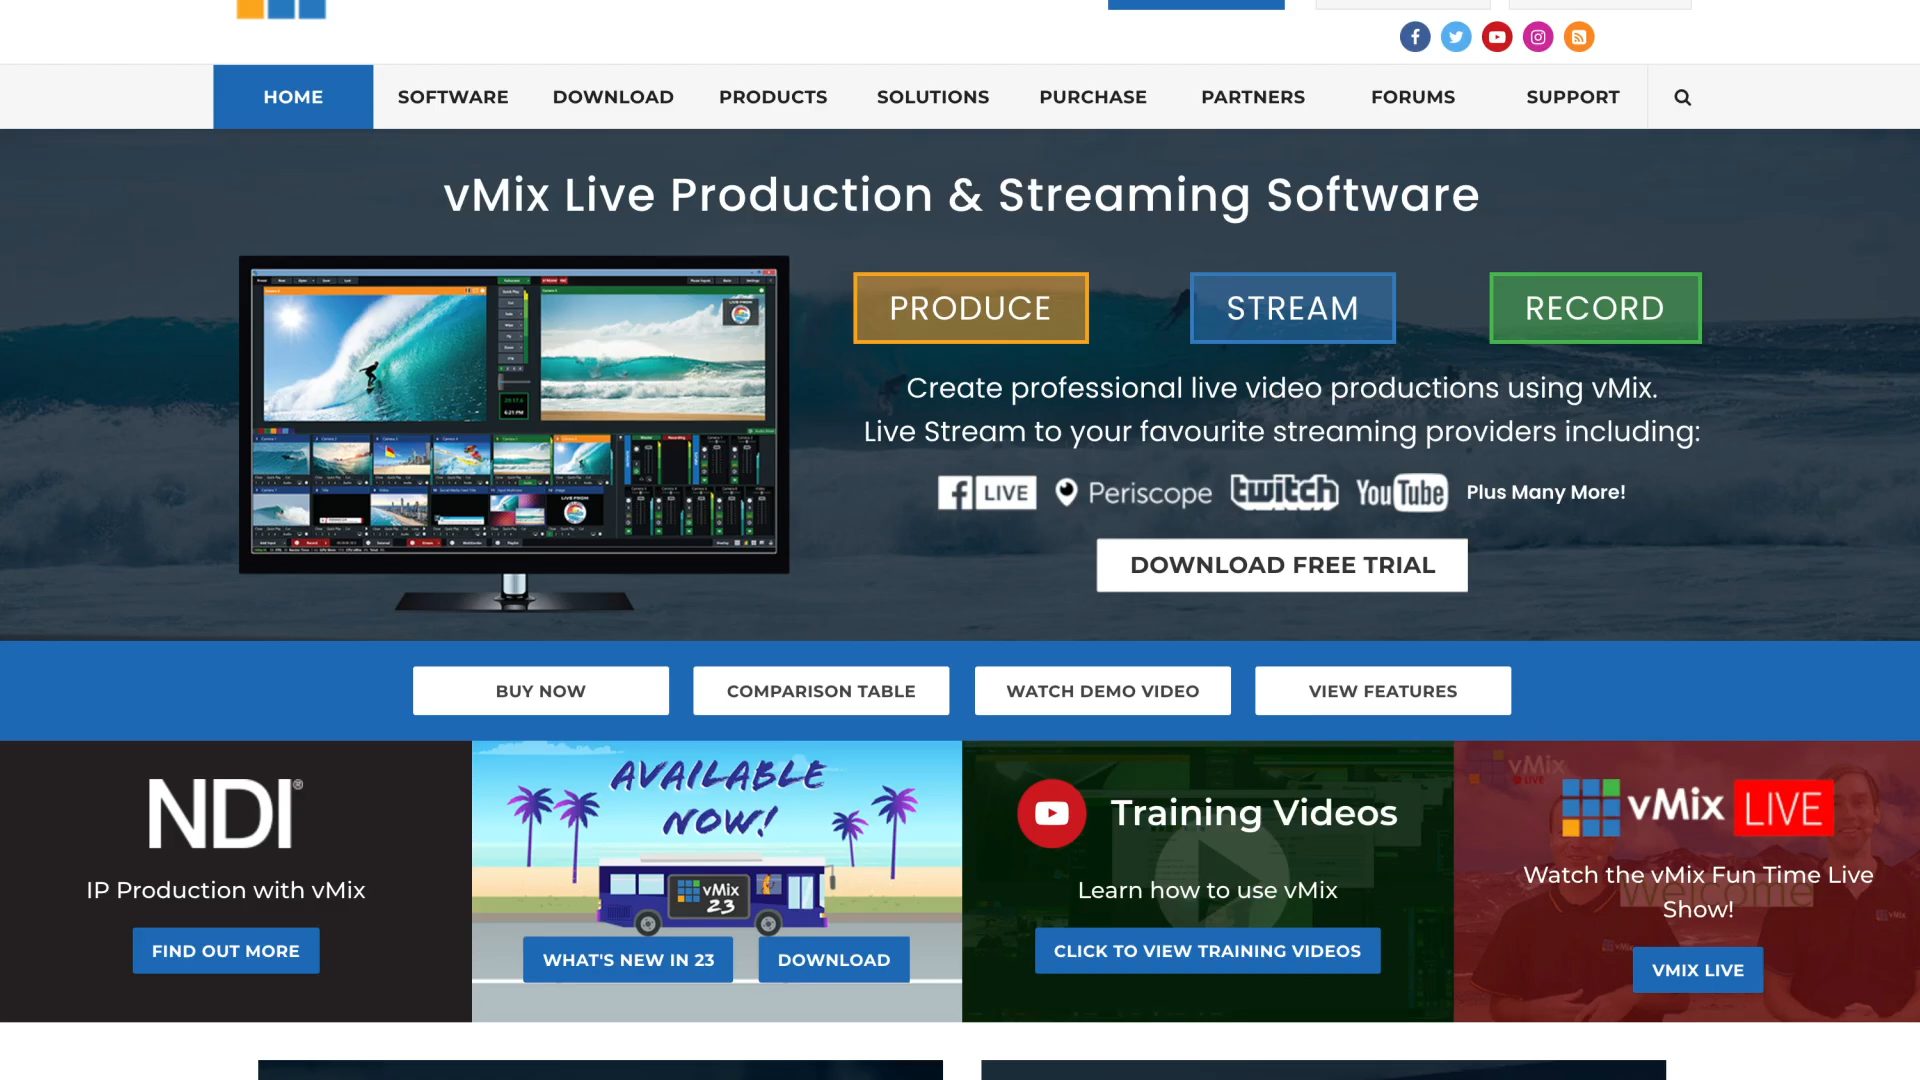 HOME
SOFTWARE
DOWNLOAD
PRODUCTS
SOLUTIONS
PURCHASE
PARTNERS
FORUMS
SUPPORT
vMix Live Production & Streaming Software
PRODUCE
STREAM
RECORD
Create professional live video productions using vMix.
Live Stream to your favourite streaming providers including:
f LIVE
Periscope
twitch
YouTube
Plus Many More!
DOWNLOAD FREE TRIAL
BUY NOW
COMPARISON TABLE
WATCH DEMO VIDEO
VIEW FEATURES
NDI®
IP Production with vMix
FIND OUT MORE
AVAILABLE
NOW!
vMix
23
WHAT'S NEW IN 23
DOWNLOAD
Training Videos
Learn how to use vMix
CLICK TO VIEW TRAINING VIDEOS
vMix
LIVE
vMix LIVE
Watch the vMix Fun Time Live
Show!
welcome
VMIX LIVE